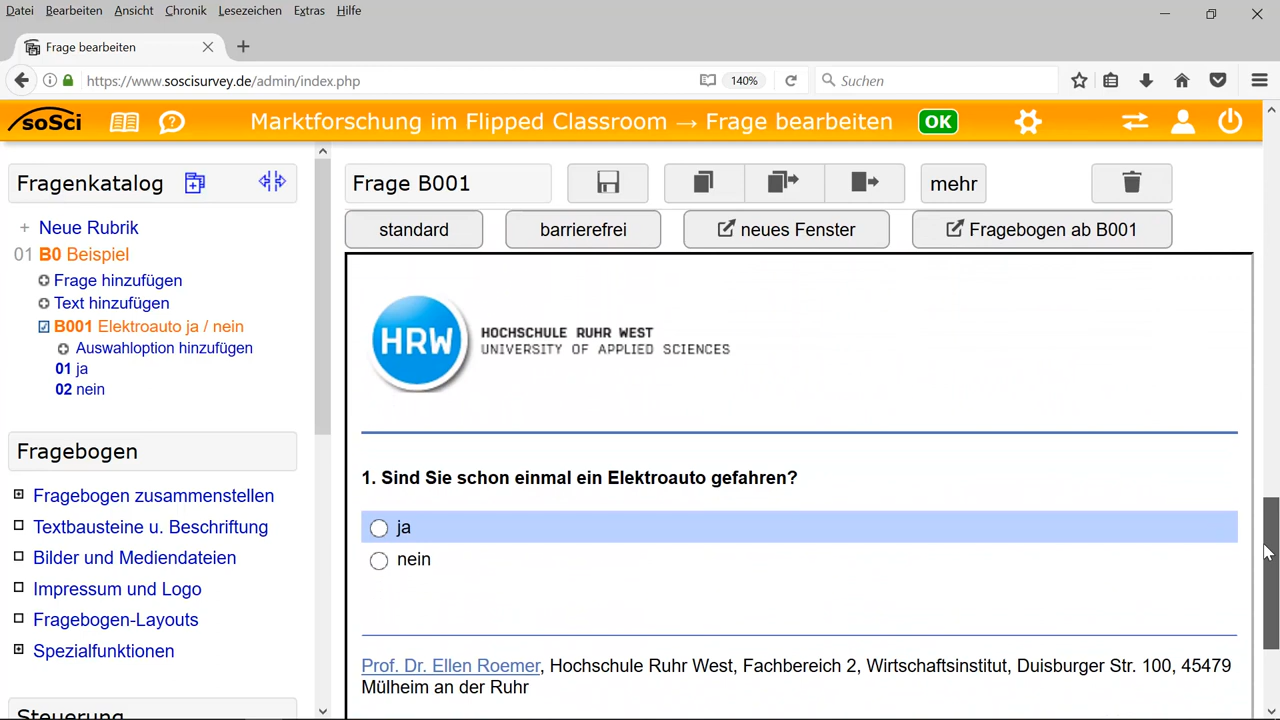 Datei Bearbeiten Ansicht Chronik Lesezeichen Extras Hilfe
Frage bearbeiten
https://www.soscisurvey.de/admin/index.php 140% Suchen
soSci Marktforschung im Flipped Classroom → Frage bearbeiten OK
Fragenkatalog
+ Neue Rubrik
01 B0 Beispiel
Frage hinzufügen
Text hinzufügen
B001 Elektroauto ja / nein
Auswahloption hinzufügen
01 ja
02 nein
Fragebogen
Fragebogen zusammenstellen
Textbausteine u. Beschriftung
Bilder und Mediendateien
Impressum und Logo
Fragebogen-Layouts
Spezialfunktionen
Steuerung
Frage B001 mehr
standard barrierefrei neues Fenster Fragebogen ab B001
HRW
HOCHSCHULE RUHR WEST
UNIVERSITY OF APPLIED SCIENCES
1. Sind Sie schon einmal ein Elektroauto gefahren?
ja
nein
Prof. Dr. Ellen Roemer, Hochschule Ruhr West, Fachbereich 2, Wirtschaftsinstitut, Duisburger Str. 100, 45479
Mülheim an der Ruhr